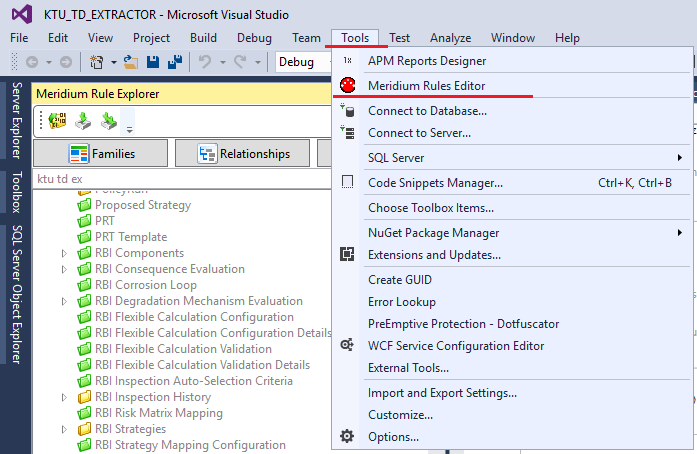 KTU_TD_EXTRACTOR - Microsoft Visual Studio
File Edit View Project Build Debug Team Tools Test Analyze Window Help
Debug
Server Explorer
Toolbox
SQL Server Object Explorer
Meridium Rule Explorer
Families Relationships
ktu td ex
PolicyRun
Proposed Strategy
PRT
PRT Template
RBI Components
RBI Consequence Evaluation
RBI Corrosion Loop
RBI Degradation Mechanism Evaluation
RBI Flexible Calculation Configuration
RBI Flexible Calculation Configuration Details
RBI Flexible Calculation Validation
RBI Flexible Calculation Validation Details
RBI Inspection Auto-Selection Criteria
RBI Inspection History
RBI Risk Matrix Mapping
RBI Strategies
RBI Strategy Mapping Configuration
APM Reports Designer
Meridium Rules Editor
Connect to Database...
Connect to Server...
SQL Server
Code Snippets Manager... Ctrl+K, Ctrl+B
Choose Toolbox Items...
NuGet Package Manager
Extensions and Updates...
Create GUID
Error Lookup
PreEmptive Protection - Dotfuscator
WCF Service Configuration Editor
External Tools...
Import and Export Settings...
Customize...
Options...